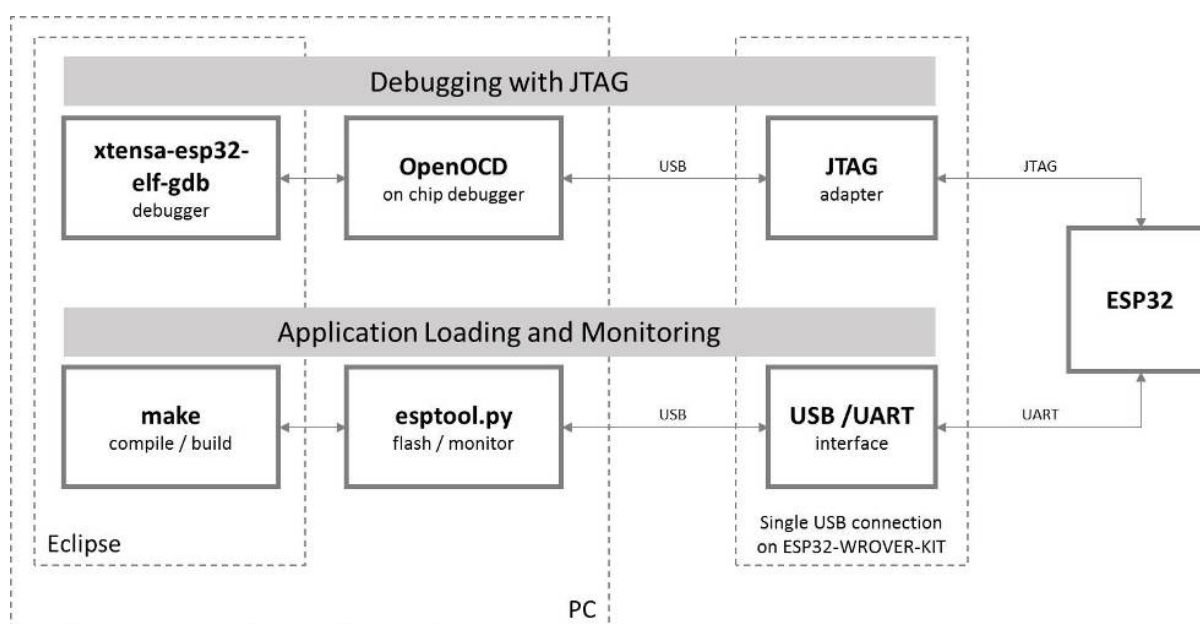 Debugging with JTAG
xtensa-esp32-
elf-gdb
debugger
OpenOCD
on chip debugger
USB
JTAG
adapter
JTAG
ESP32
Application Loading and Monitoring
make
compile / build
esptool.py
flash / monitor
USB
USB /UART
interface
UART
Single USB connection
on ESP32-WROVER-KIT
Eclipse
PC